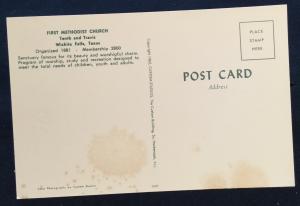 FIRST METHODIST CHURCH
Tenth and Travis
Wichita Falls, Texas
Organized 1881 - Membership 3800
Sanctuary famous for its beauty and worshipful charm.
Program of worship, study and recreation designed to
meet the total needs of children, youth and adults.
PLACE
STAMP
HERE
POST CARD
Address